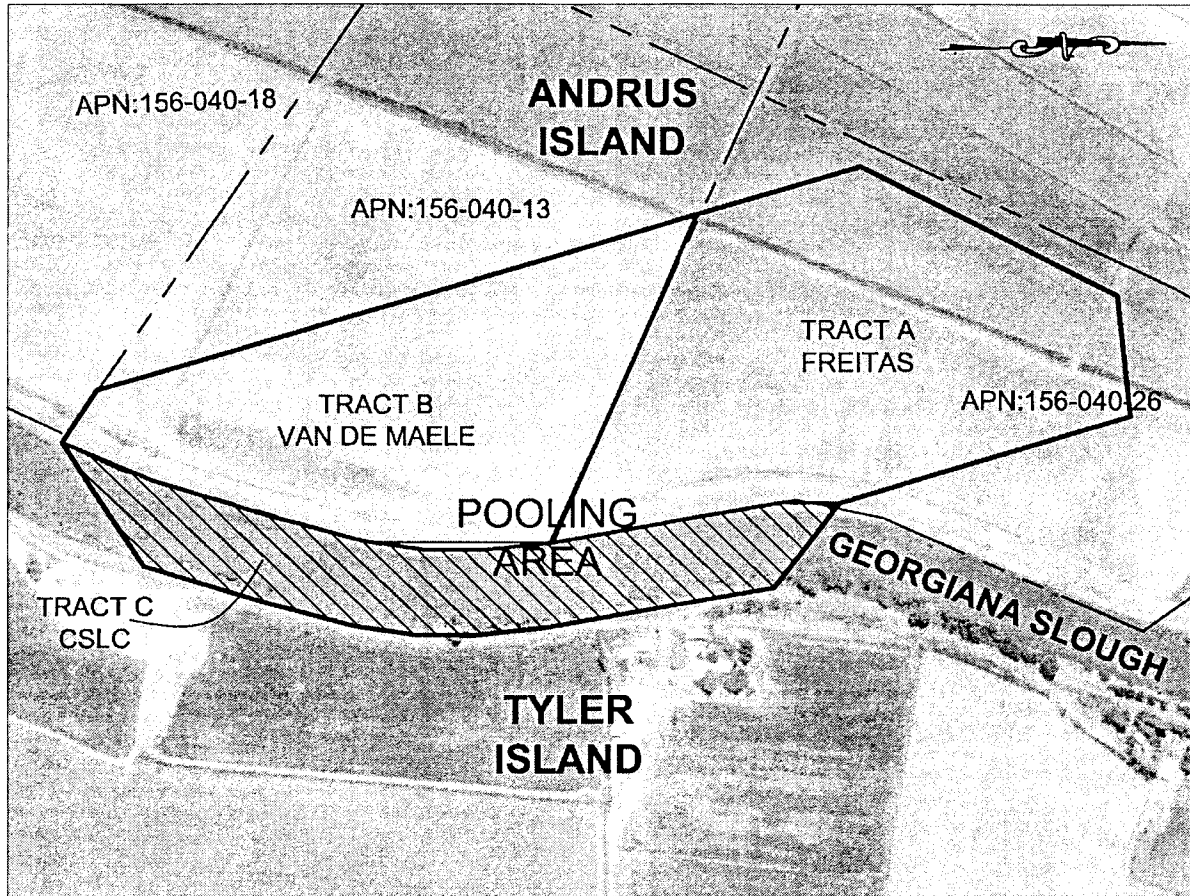 APN:156-040-18
ANDRUS
ISLAND
APN:156-040-13
TRACT A
FREITAS
APN:156-040-26
TRACT B
VAN DE MAELE
POOLING
AREA
GEORGIANA SLOUGH
TRACT C
CSLC
TYLER
ISLAND